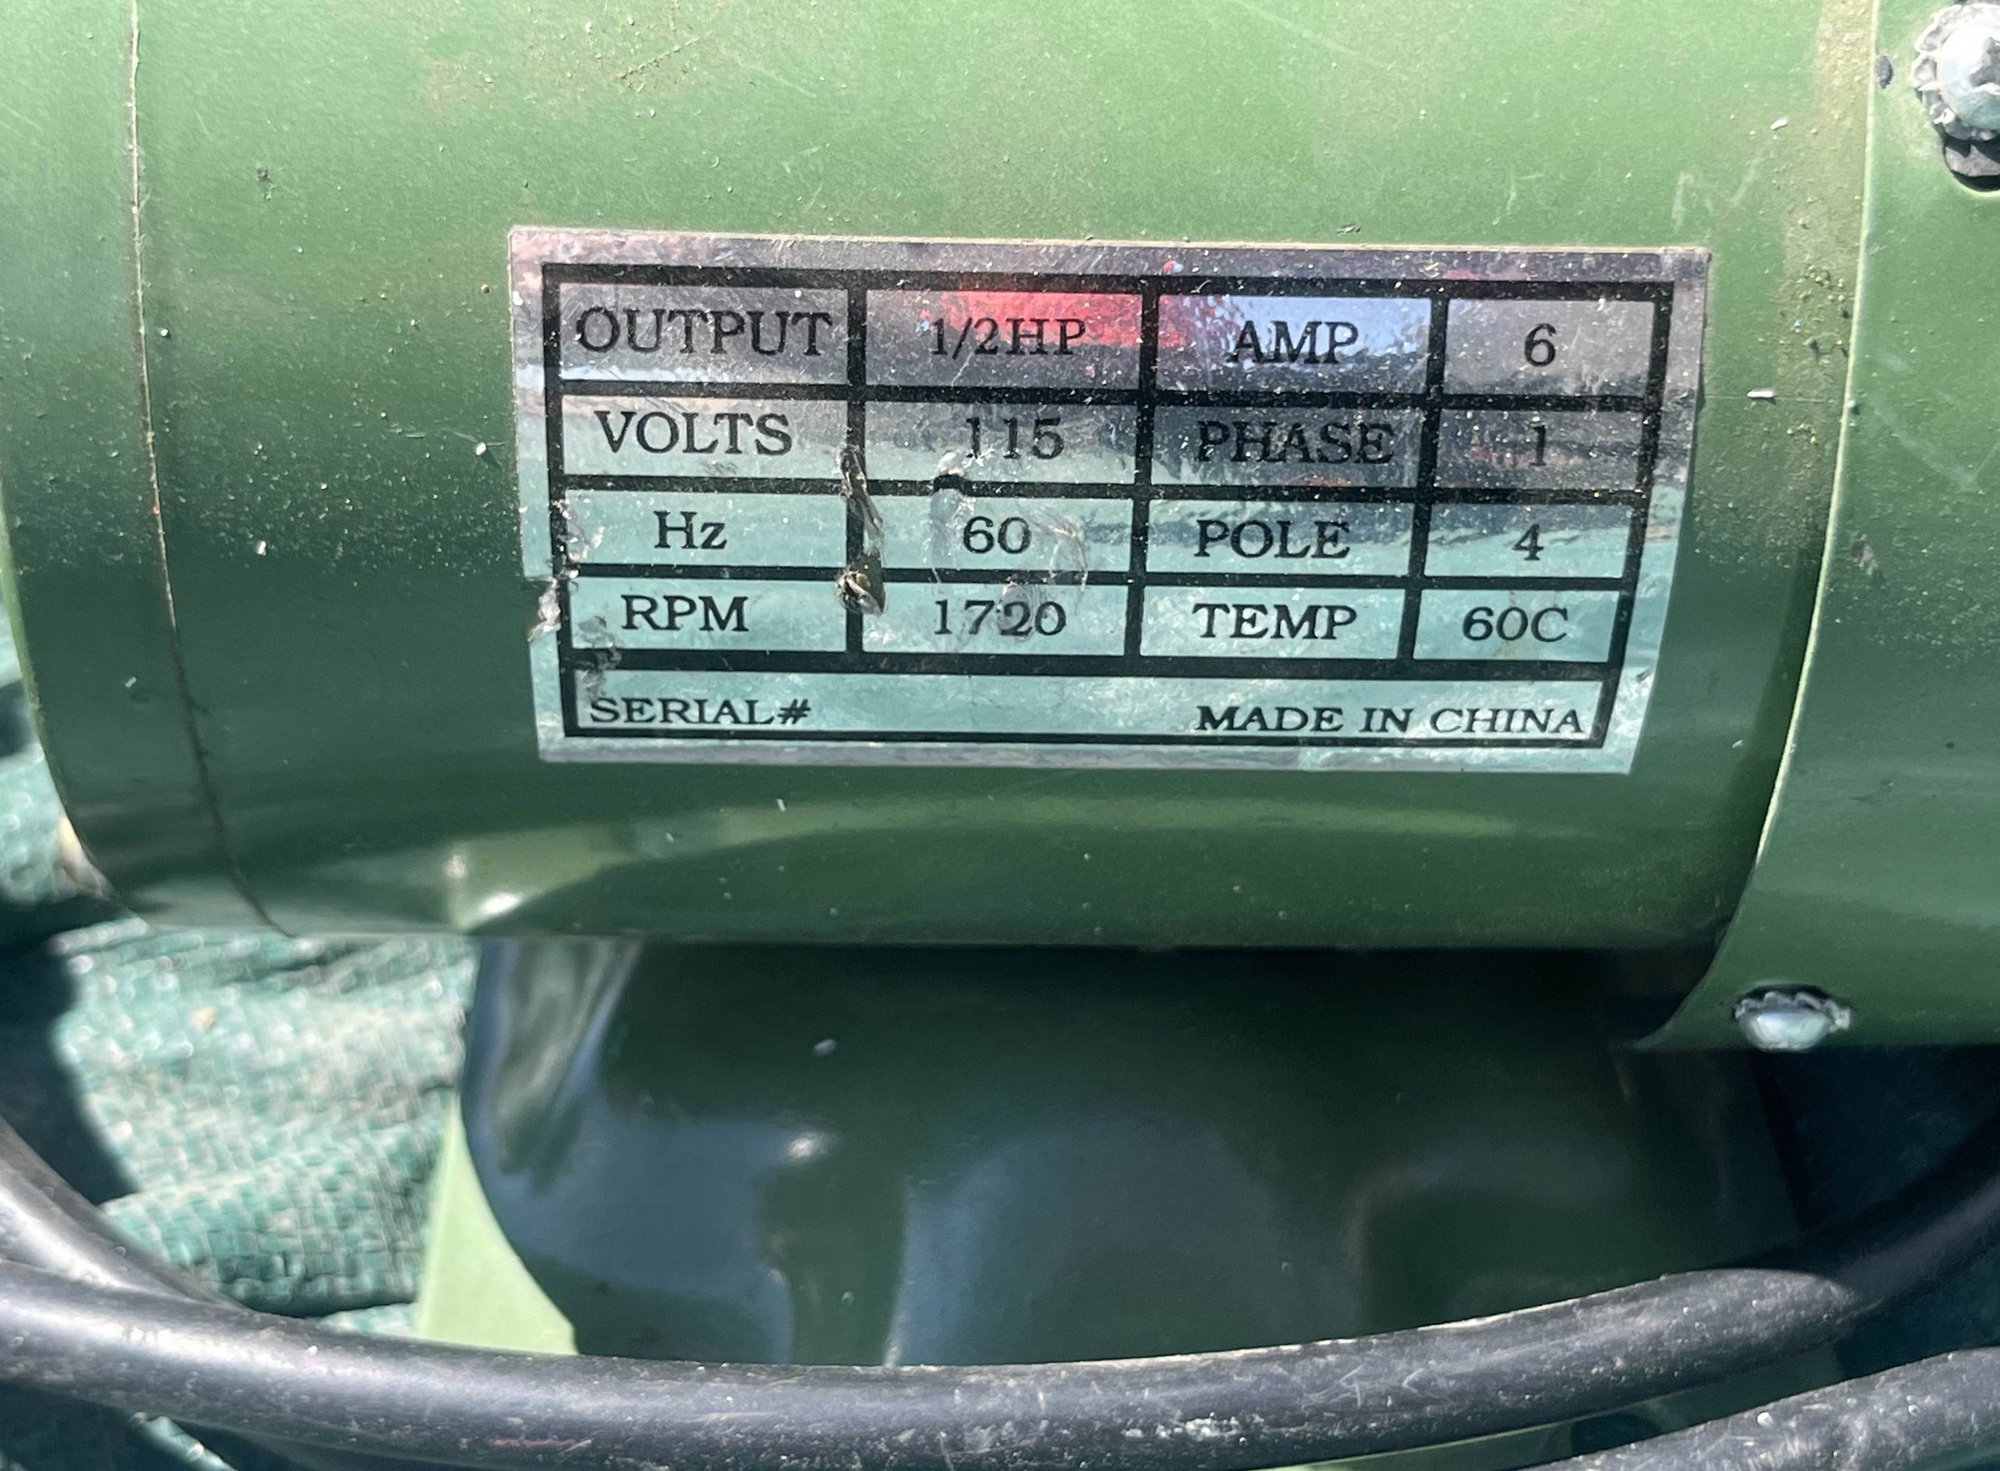 OUTPUT 1/2HP AMP 6
VOLTS 115 PHASE 1
Hz 60 POLE 4
RPM 1720 TEMP 60C
SERIAL# MADE IN CHINA